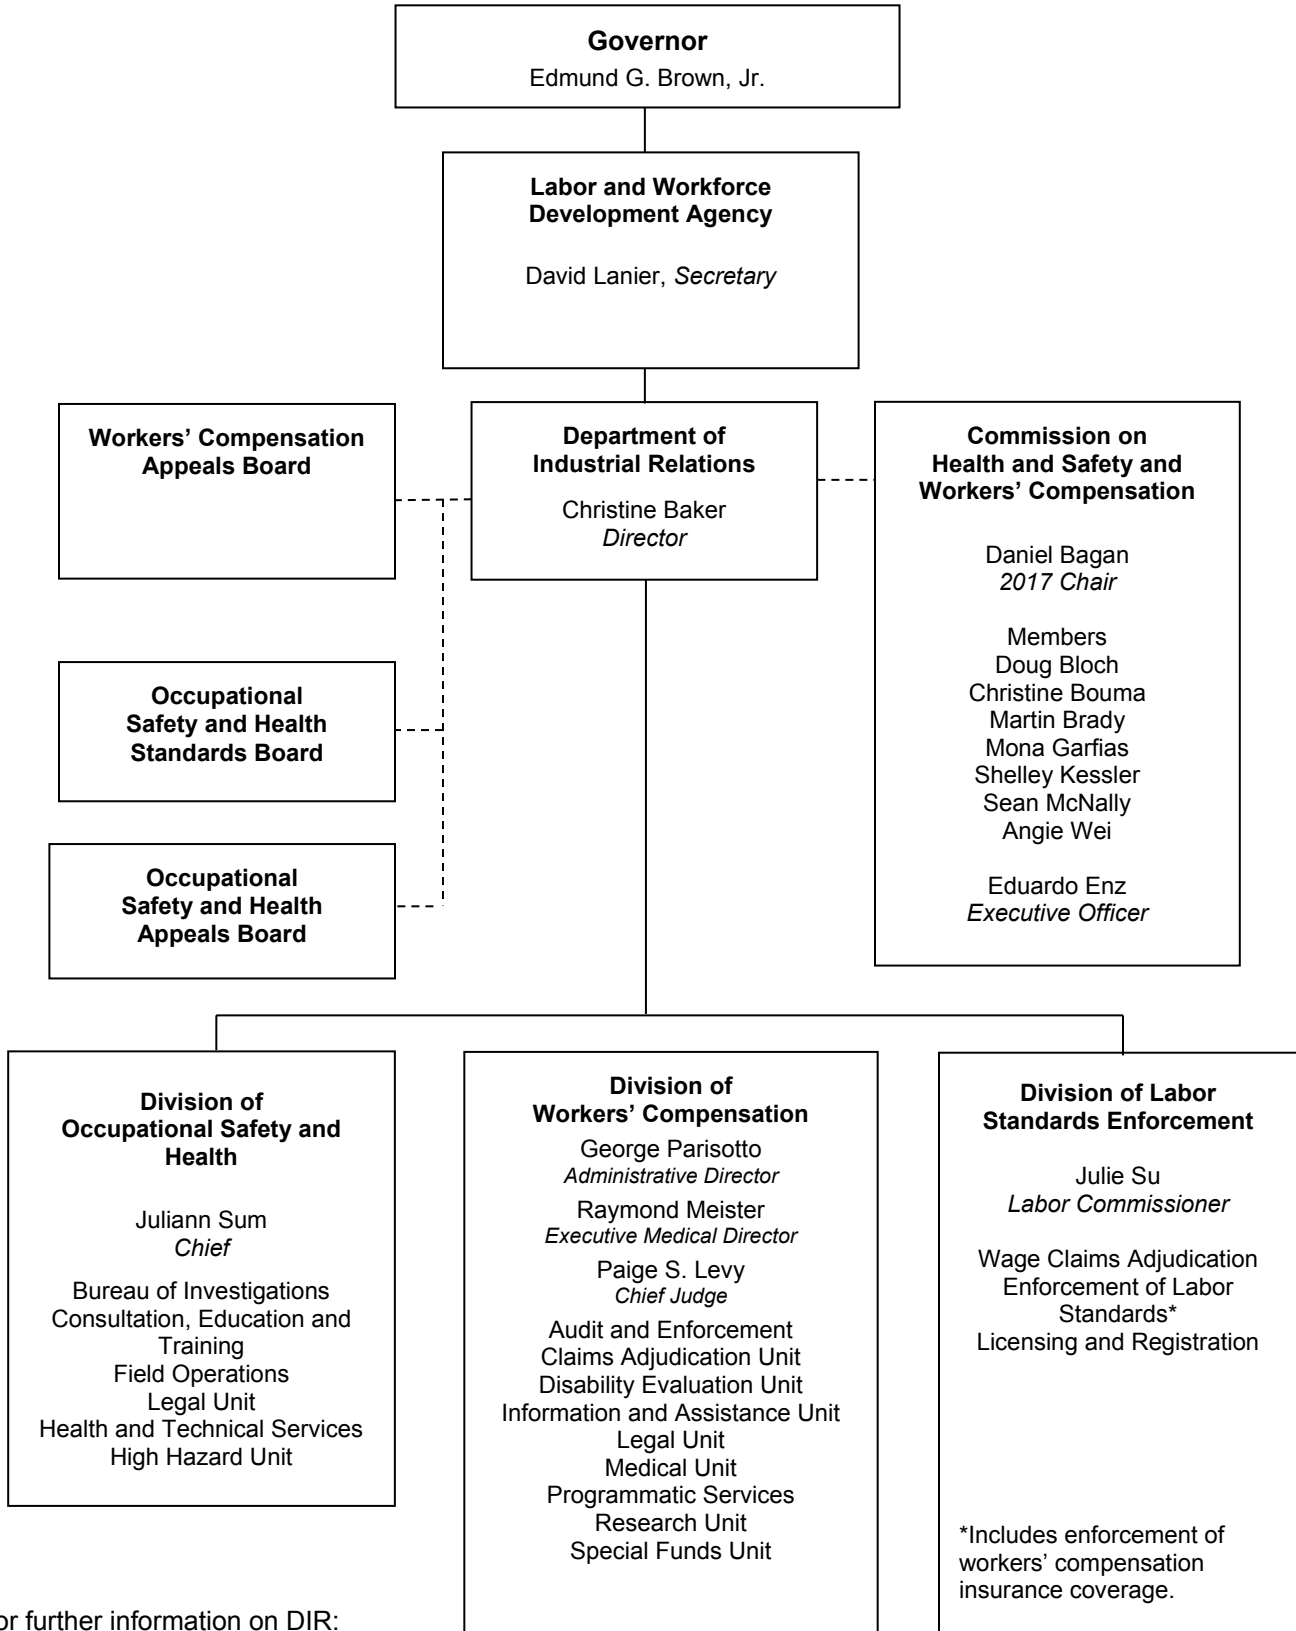 Governor
Edmund G. Brown, Jr.
Labor and Workforce
Development Agency
David Lanier, Secretary
Workers’ Compensation
Appeals Board
Department of
Industrial Relations
Christine Baker
Director
Commission on
Health and Safety and
Workers’ Compensation
Daniel Bagan
2017 Chair
Members
Doug Bloch
Christine Bouma
Martin Brady
Mona Garfias
Shelley Kessler
Sean McNally
Angie Wei
Eduardo Enz
Executive Officer
Occupational
Safety and Health
Standards Board
Occupational
Safety and Health
Appeals Board
Division of
Occupational Safety and
Health
Juliann Sum
Chief
Bureau of Investigations
Consultation, Education and
Training
Field Operations
Legal Unit
Health and Technical Services
High Hazard Unit
Division of
Workers’ Compensation
George Parisotto
Administrative Director
Raymond Meister
Executive Medical Director
Paige S. Levy
Chief Judge
Audit and Enforcement
Claims Adjudication Unit
Disability Evaluation Unit
Information and Assistance Unit
Legal Unit
Medical Unit
Programmatic Services
Research Unit
Special Funds Unit
Division of Labor
Standards Enforcement
Julie Su
Labor Commissioner
Wage Claims Adjudication
Enforcement of Labor
Standards*
Licensing and Registration
*Includes enforcement of
workers’ compensation
insurance coverage.
or further information on DIR: